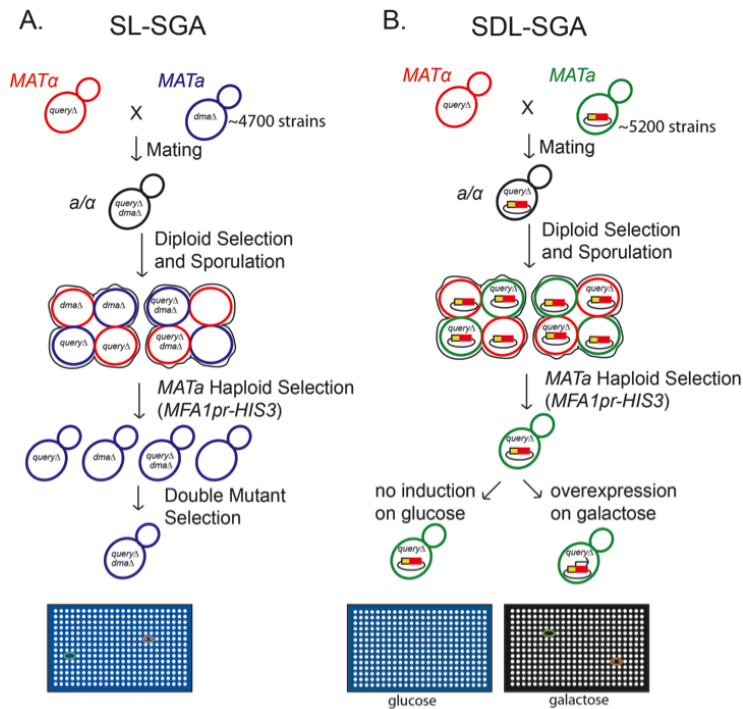 A.
SL-SGA
MATα
MATa
queryΔ
X
dmaΔ
~4700 strains
Mating
a/α
queryΔ
dmaΔ
Diploid Selection
and Sporulation
dmaΔ
dmaΔ
queryΔ
dmaΔ
queryΔ
queryΔ
queryΔ
dmaΔ
MATa Haploid Selection
(MFA1pr-HIS3)
queryΔ
dmaΔ
queryΔ
dmaΔ
Double Mutant
Selection
queryΔ
dmaΔ
B.
SDL-SGA
MATα
MATa
queryΔ
X
~5200 strains
Mating
a/α
queryΔ
Diploid Selection
and Sporulation
queryΔ
queryΔ
queryΔ
queryΔ
MATa Haploid Selection
(MFA1pr-HIS3)
queryΔ
no induction
on glucose
overexpression
on galactose
queryΔ
queryΔ
glucose
galactose